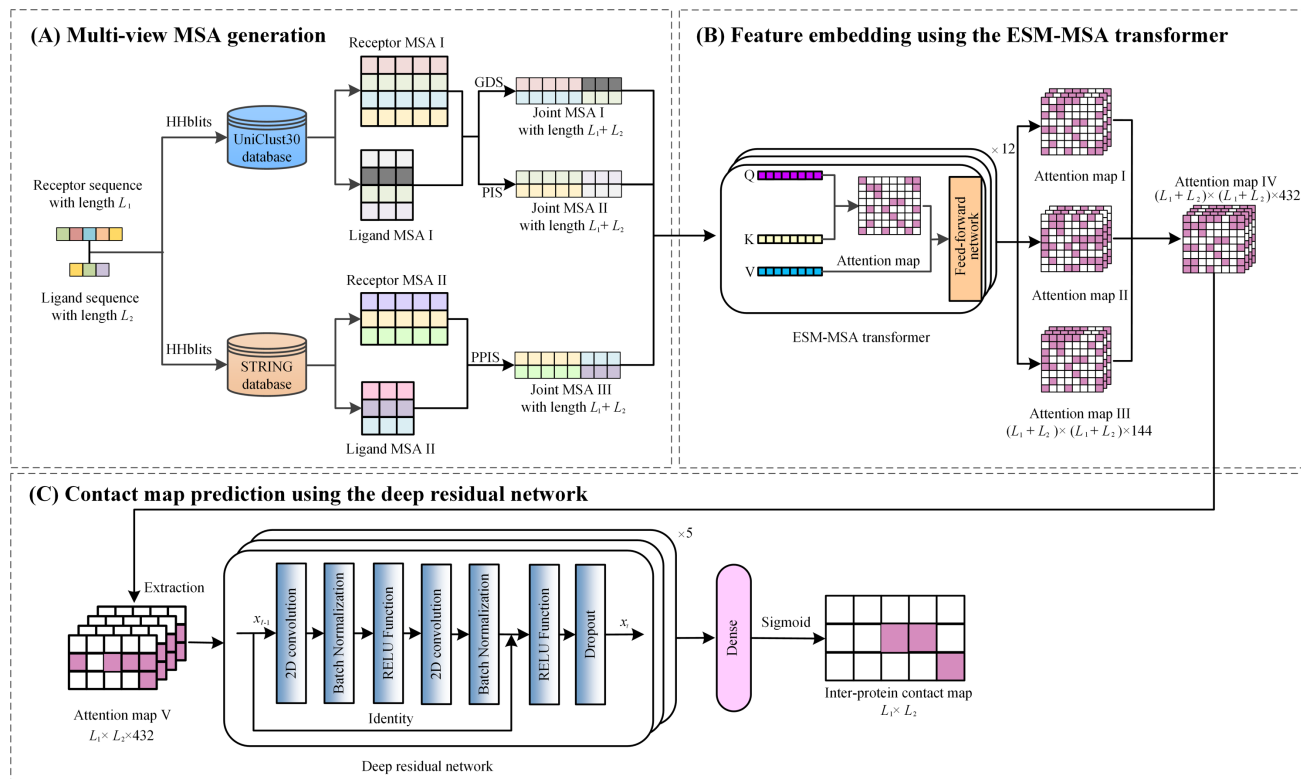 (A) Multi-view MSA generation
Receptor MSA I
HHblits
UniClust30
database
Receptor sequence
with length L₁
Ligand sequence
with length L₂
Ligand MSA I
GDS
Joint MSA I
with length L₁+ L₂
PIS
Joint MSA II
with length L₁+ L₂
HHblits
STRING
database
Receptor MSA II
PPIS
Joint MSA III
with length L₁+ L₂
Ligand MSA II
(B) Feature embedding using the ESM-MSA transformer
×12
Q
K
V
Attention map
Feed-forward
network
ESM-MSA transformer
Attention map I
Attention map II
Attention map III
(L₁+ L₂)× (L₁+ L₂)×144
Attention map IV
(L₁+ L₂)× (L₁+ L₂)×432
(C) Contact map prediction using the deep residual network
Extraction
Attention map V
L₁× L₂×432
×5
xₗ₋₁
2D convolution
Batch Normalization
RELU Function
2D convolution
Batch Normalization
RELU Function
Dropout
xₗ
Identity
Deep residual network
Dense
Sigmoid
Inter-protein contact map
L₁× L₂